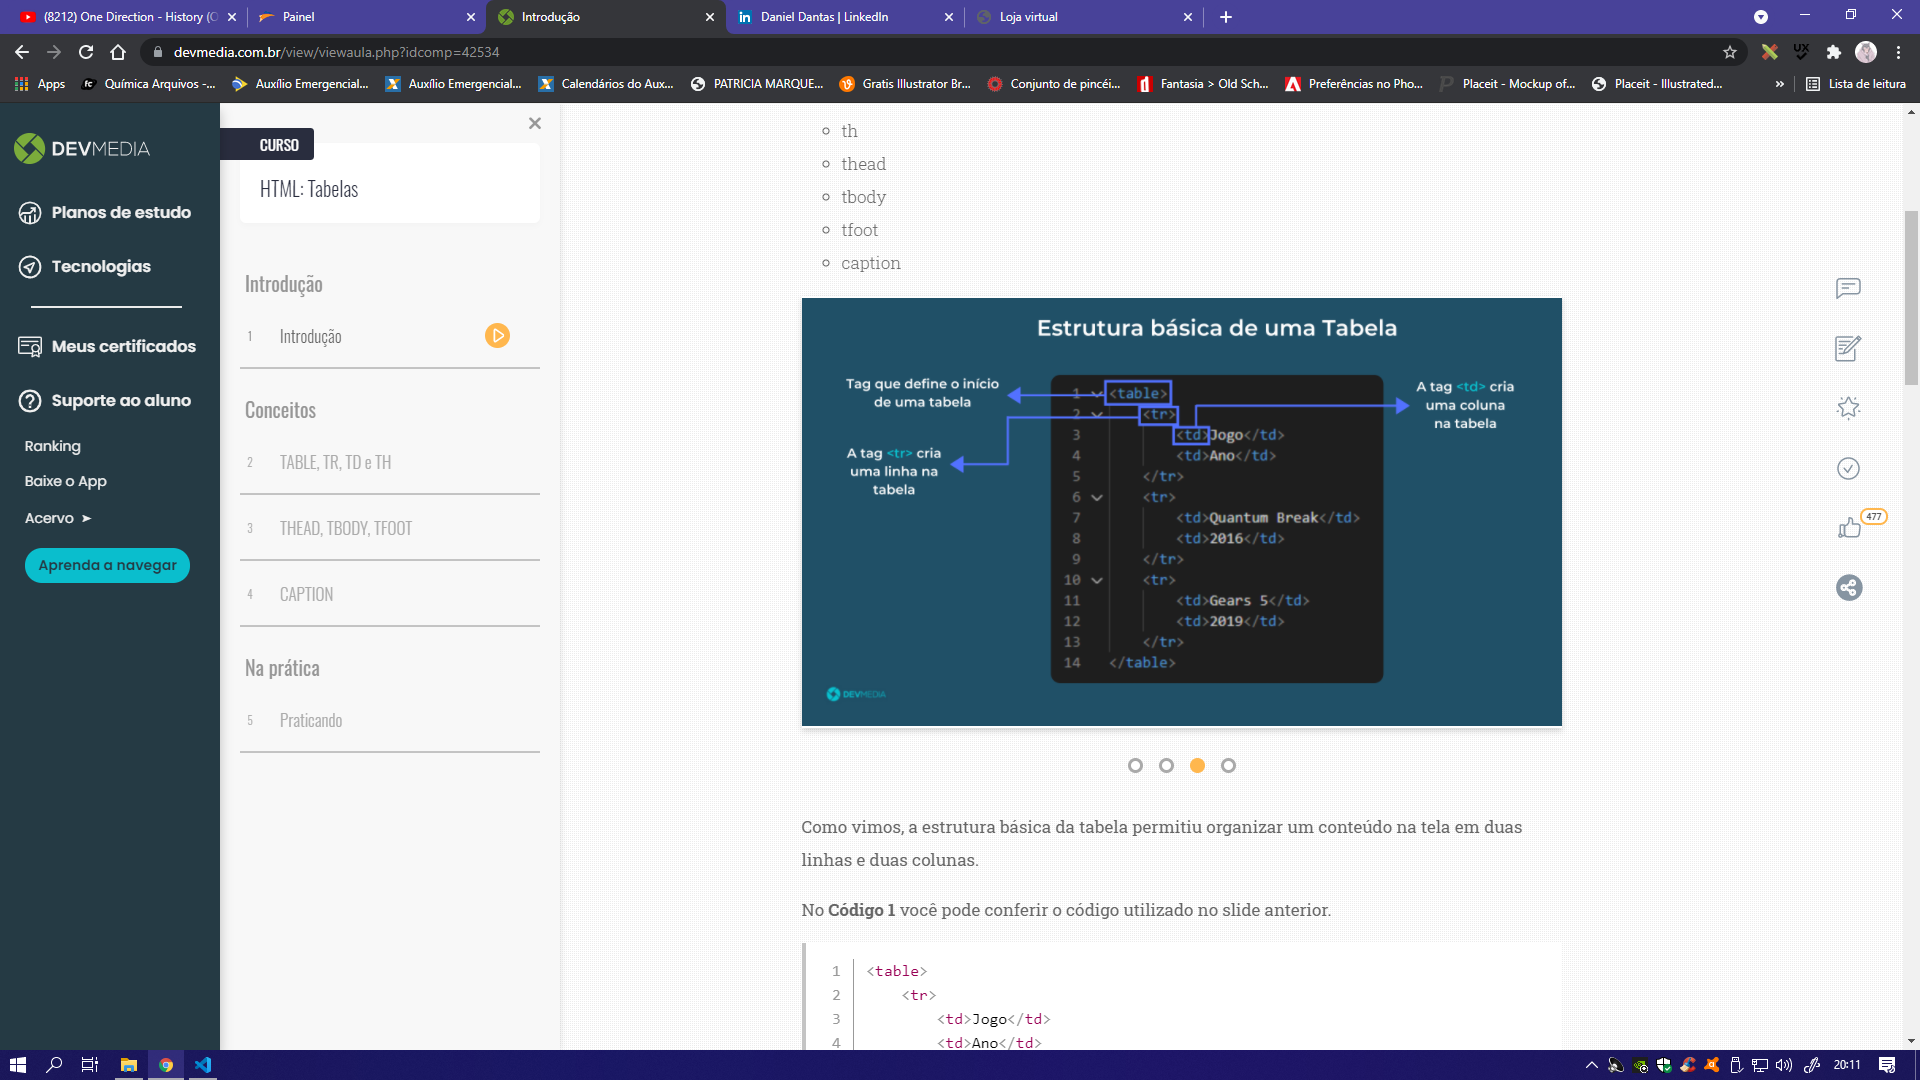 (8212) One Direction - History (O
Painel
Introdução
Daniel Dantas | LinkedIn
Loja virtual
devmedia.com.br/view/viewaula.php?idcomp=42534
Apps
Química Arquivos -...
Auxílio Emergencial...
Auxílio Emergencial...
Calendários do Aux...
PATRICIA MARQUE...
Gratis Illustrator Br...
Conjunto de pincéi...
Fantasia > Old Sch...
Preferências no Pho...
Placeit - Mockup of...
Placeit - Illustrated...
»
Lista de leitura
DEVMEDIA
Planos de estudo
Tecnologias
Meus certificados
Suporte ao aluno
Ranking
Baixe o App
Acervo ➤
Aprenda a navegar
CURSO
HTML: Tabelas
Introdução
1 Introdução
Conceitos
2 TABLE, TR, TD e TH
3 THEAD, TBODY, TFOOT
4 CAPTION
Na prática
5 Praticando
th
thead
tbody
tfoot
caption
Estrutura básica de uma Tabela
Tag que define o início
de uma tabela
A tag <tr> cria
uma linha na
tabela
1 <table>
2 <tr>
3 <td>Jogo</td>
4 <td>Ano</td>
5 </tr>
6 <tr>
7 <td>Quantum Break</td>
8 <td>2016</td>
9 </tr>
10 <tr>
11 <td>Gears 5</td>
12 <td>2019</td>
13 </tr>
14 </table>
A tag <td> cria
uma coluna
na tabela
DEVMEDIA
Como vimos, a estrutura básica da tabela permitiu organizar um conteúdo na tela em duas
linhas e duas colunas.
No Código 1 você pode conferir o código utilizado no slide anterior.
1 <table>
2 <tr>
3 <td>Jogo</td>
4 <td>Ano</td>
477
20:11